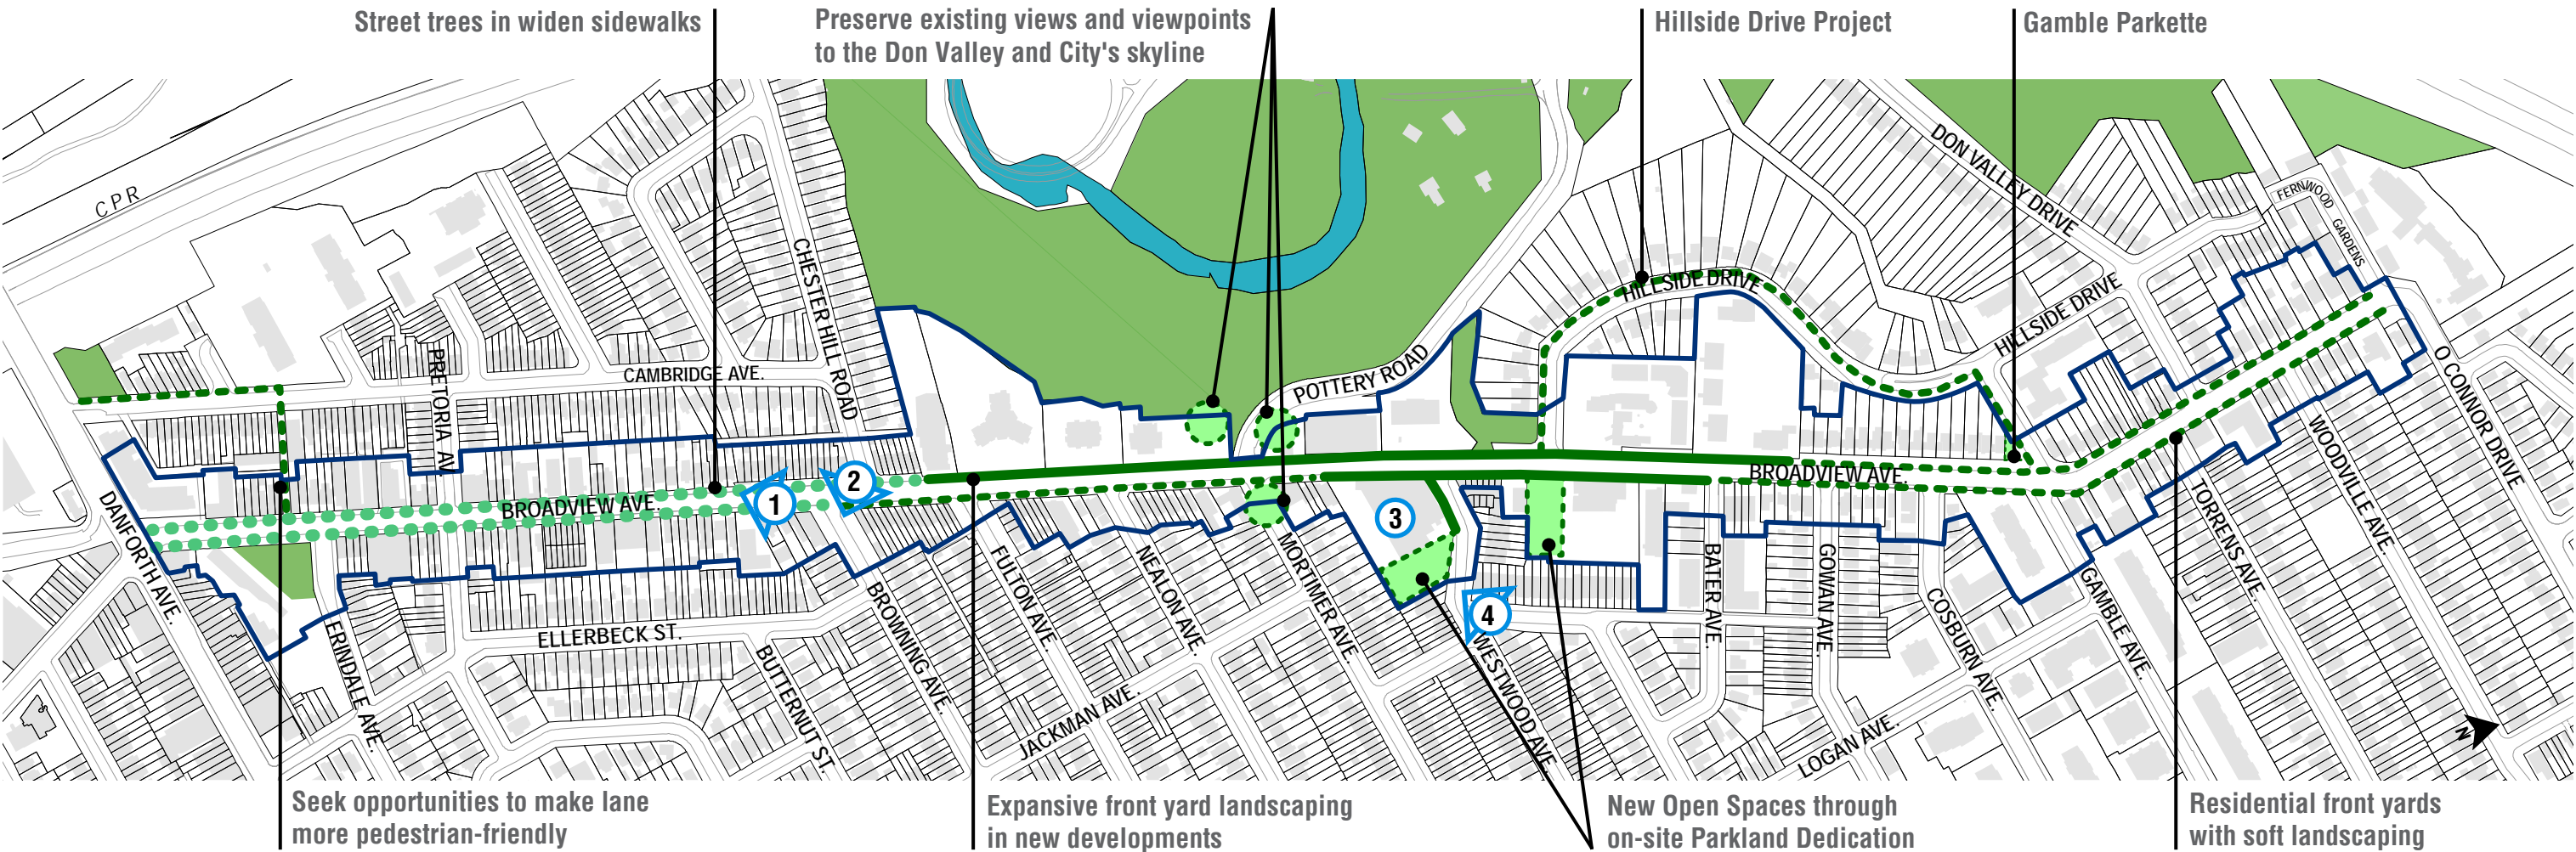 Street trees in widen sidewalks
Preserve existing views and viewpoints
to the Don Valley and City's skyline
Hillside Drive Project
Gamble Parkette
CPR
CHESTER HILL ROAD
PRETORIA AV.
CAMBRIDGE AVE.
POTTERY ROAD
HILLSIDE DRIVE
DON VALLEY DRIVE
HILLSIDE DRIVE
FERNWOOD GARDENS
O CONNOR DRIVE
BROADVIEW AVE.
BROADVIEW AVE.
1
2
3
4
DANFORTH AVE.
ERINDALE AVE.
ELLERBECK ST.
BUTTERNUT ST.
BROWNING AVE.
FULTON AVE.
NEALON AVE.
JACKMAN AVE.
MORTIMER AVE.
WESTWOOD AVE.
BATER AVE.
GOWAN AVE.
LOGAN AVE.
COSBURN AVE.
GAMBLE AVE.
TORRENS AVE.
WOODVILLE AVE.
N
Seek opportunities to make lane
more pedestrian-friendly
Expansive front yard landscaping
in new developments
New Open Spaces through
on-site Parkland Dedication
Residential front yards
with soft landscaping